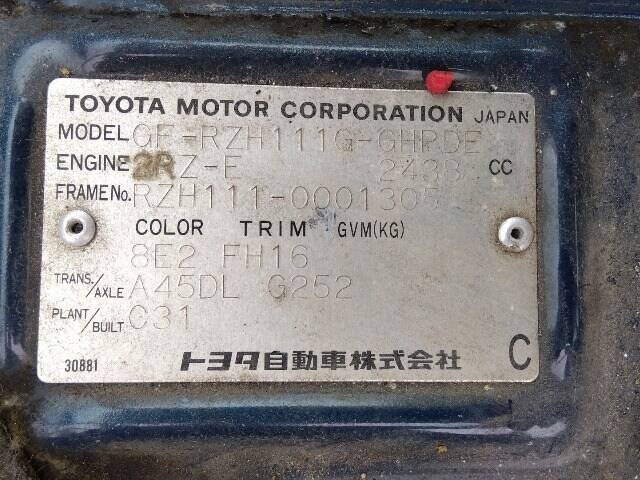 TOYOTA MOTOR CORPORATION JAPAN
MODEL GF-RZH111G-GHPDE
ENGINE 2RZ-E 2438 CC
FRAME No. RZH111-0001305
COLOR TRIM GVM(KG)
8E2 FH16
TRANS./AXLE A45DL G252
PLANT/BUILT C31
30881 トヨタ自動車株式会社 C